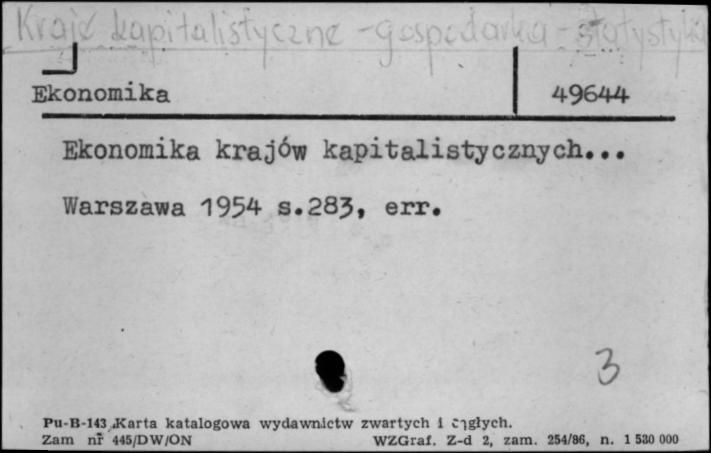 Kraje kapitalistyczne - gospodarka - statystyka
Ekonomika 49644
Ekonomika krajów kapitalistycznych...
Warszawa 1954 s.283, err.
3
Pu-B-143 Karta katalogowa wydawnictw zwartych i ciągłych.
Zam nr 445/DW/ON WZGraf. Z-d 2, zam. 254/86, n. 1 530 000